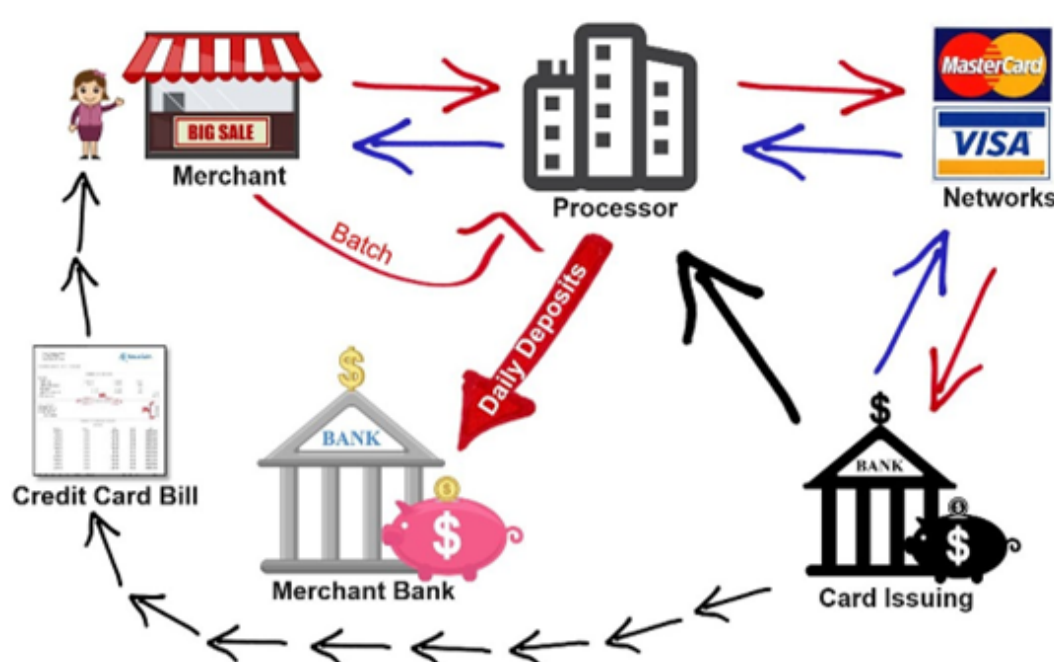 MasterCard
BIG SALE
VISA
Merchant
Processor
Networks
Batch
Daily Deposits
$
$
BANK
BANK
$
$
$
$
Credit Card Bill
Merchant Bank
Card Issuing